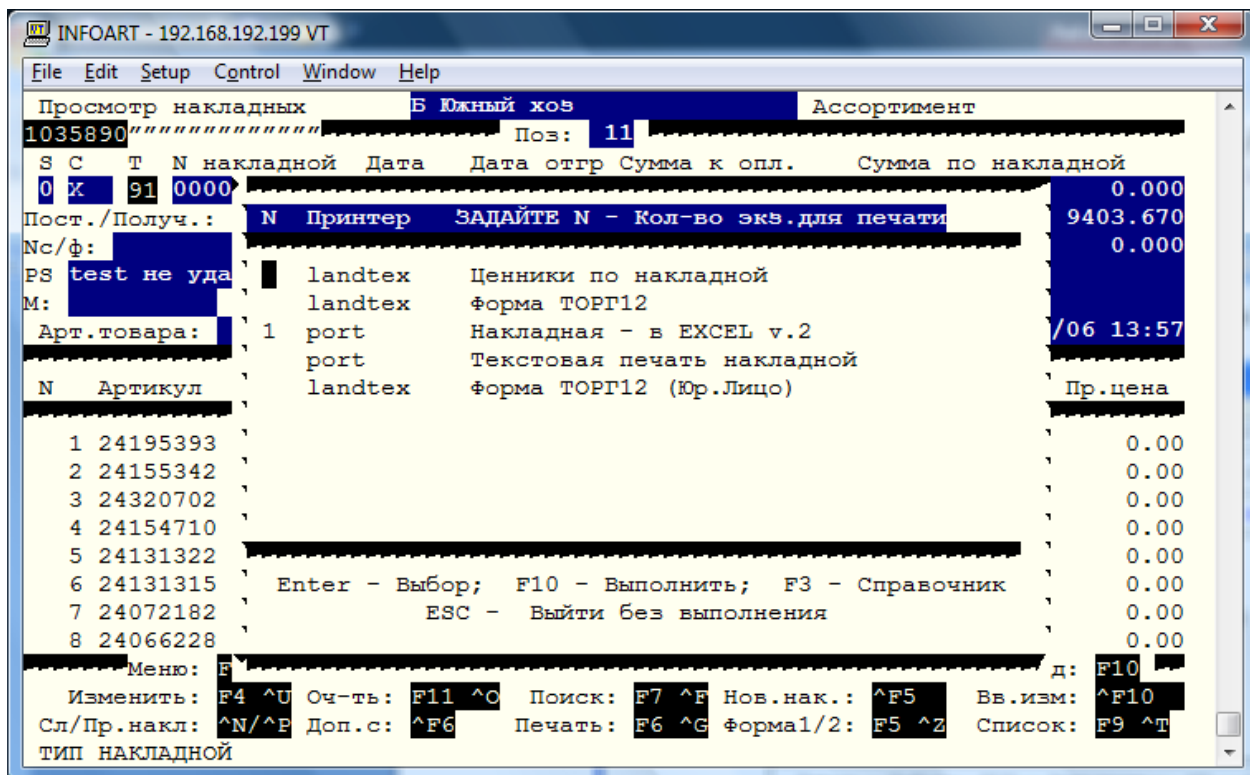 INFOART - 192.168.192.199 VT
File Edit Setup Control Window Help
Просмотр накладных Б Южный хоз Ассортимент
1035890"""""""""""""" Поз: 11
S C T N накладной Дата Дата отгр Сумма к опл. Сумма по накладной
0 X 91 0000 0.000
Пост./Получ.: N Принтер ЗАДАЙТЕ N - Кол-во экз.для печати 9403.670
Nс/ф: 0.000
PS test не уда landtex Ценники по накладной
М: landtex Форма ТОРГ12
Арт.товара: 1 port Накладная - в EXCEL v.2 /06 13:57
port Текстовая печать накладной
N Артикул landtex Форма ТОРГ12 (Юр.Лицо) Пр.цена
1 24195393 0.00
2 24155342 0.00
3 24320702 0.00
4 24154710 0.00
5 24131322 0.00
6 24131315 Enter - Выбор; F10 - Выполнить; F3 - Справочник 0.00
7 24072182 ESC - Выйти без выполнения 0.00
8 24066228 0.00
Меню: F д: F10
Изменить: F4 ^U Оч-ть: F11 ^O Поиск: F7 ^F Нов.нак.: ^F5 Вв.изм: ^F10
Сл/Пр.накл: ^N/^P Доп.с: ^F6 Печать: F6 ^G Форма1/2: F5 ^Z Список: F9 ^T
ТИП НАКЛАДНОЙ